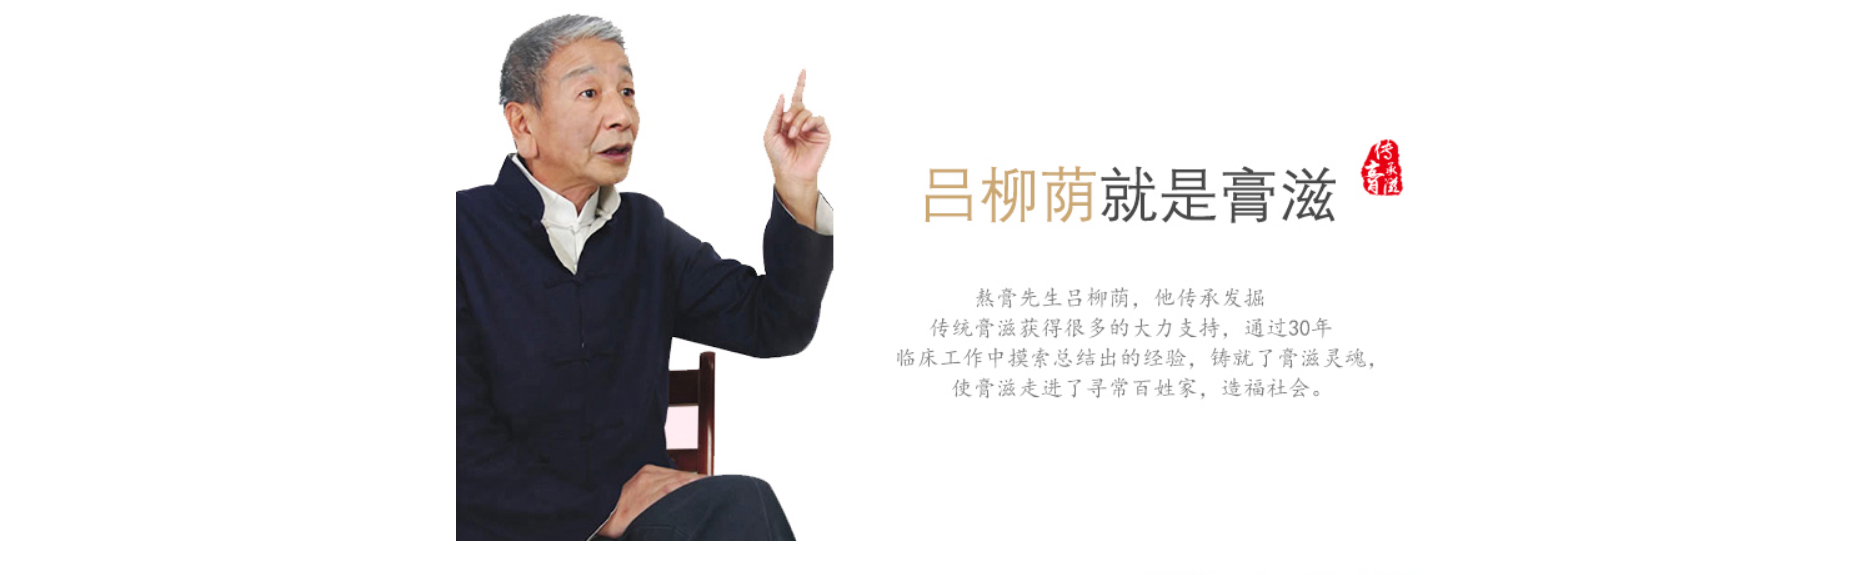 吕柳荫就是膏滋
传承
膏滋
熬膏先生吕柳荫，他传承发掘
传统膏滋获得很多的大力支持，通过30年
临床工作中摸索总结出的经验，铸就了膏滋灵魂，
使膏滋走进了寻常百姓家，造福社会。